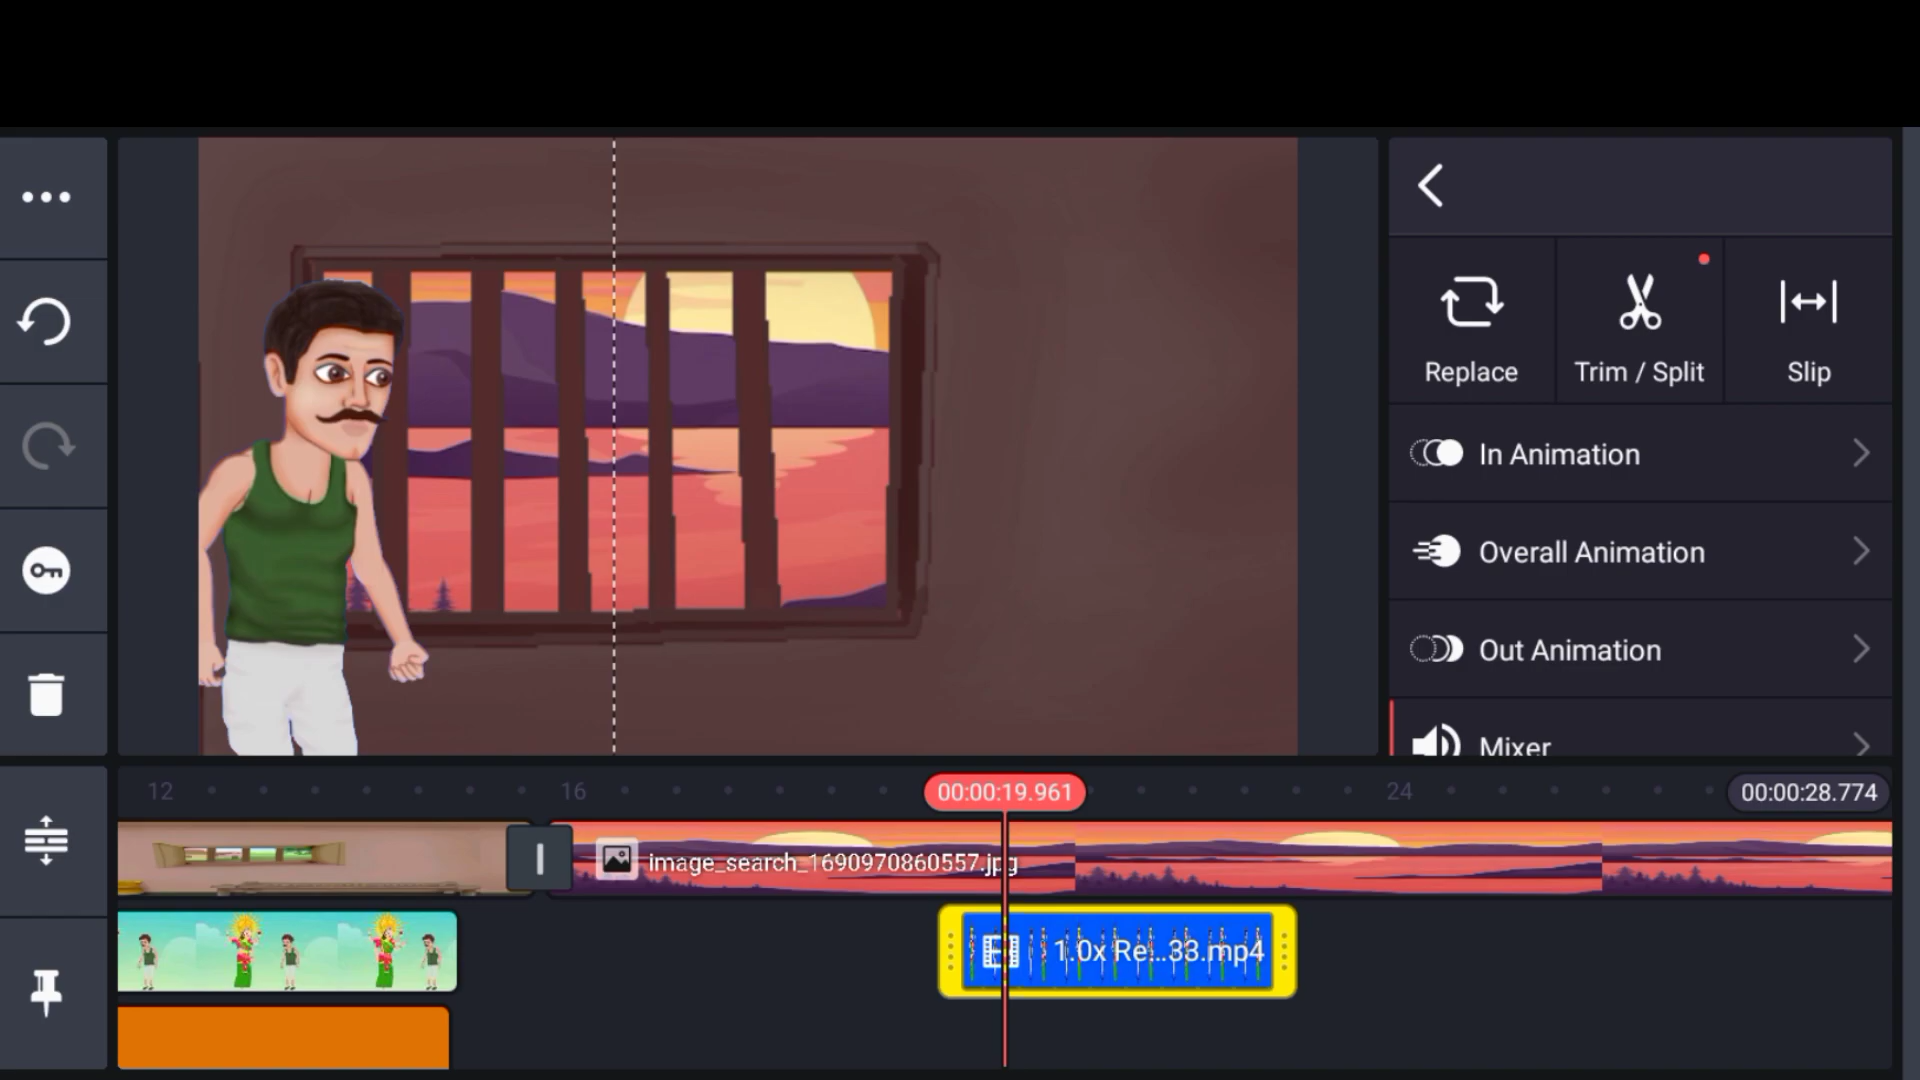 Replace
Trim / Split
Slip
In Animation
Overall Animation
Out Animation
Mixer
12
16
00:00:19.961
24
00:00:28.774
image_search_1690970860557.jpg
1.0x Re...33.mp4